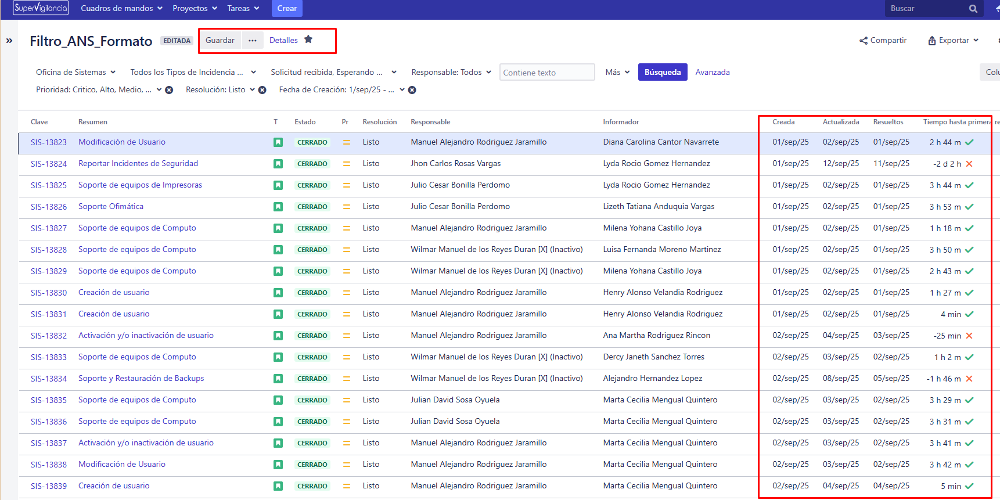 SuperVigilancia Cuadros de mandos Proyectos Tareas Crear Buscar
Filtro_ANS_Formato EDITADA Guardar ... Detalles Compartir Exportar
Oficina de Sistemas Todos los Tipos de Incidencia ... Solicitud recibida, Esperando ... Responsable: Todos Contiene texto Más Búsqueda Avanzada Colu
Prioridad: Critico, Alto, Medio, ... Resolución: Listo Fecha de Creación: 1/sep/25 - ...
Clave Resumen T Estado Pr Resolución Responsable Informador Creada Actualizada Resueltos Tiempo hasta primera re
SIS-13823 Modificación de Usuario CERRADO Listo Manuel Alejandro Rodriguez Jaramillo Diana Carolina Cantor Navarrete 01/sep/25 02/sep/25 01/sep/25 2 h 44 m
SIS-13824 Reportar Incidentes de Seguridad CERRADO Listo Jhon Carlos Rosas Vargas Lyda Rocio Gomez Hernandez 01/sep/25 12/sep/25 11/sep/25 -2 d 2 h
SIS-13825 Soporte de equipos de Impresoras CERRADO Listo Julio Cesar Bonilla Perdomo Lyda Rocio Gomez Hernandez 01/sep/25 02/sep/25 01/sep/25 3 h 44 m
SIS-13826 Soporte Ofimática CERRADO Listo Julio Cesar Bonilla Perdomo Lizeth Tatiana Anduquia Vargas 01/sep/25 02/sep/25 01/sep/25 3 h 53 m
SIS-13827 Soporte de equipos de Computo CERRADO Listo Manuel Alejandro Rodriguez Jaramillo Milena Yohana Castillo Joya 01/sep/25 02/sep/25 01/sep/25 1 h 18 m
SIS-13828 Soporte de equipos de Computo CERRADO Listo Wilmar Manuel de los Reyes Duran [X] (Inactivo) Luisa Fernanda Moreno Martinez 01/sep/25 02/sep/25 01/sep/25 3 h 50 m
SIS-13829 Soporte de equipos de Computo CERRADO Listo Wilmar Manuel de los Reyes Duran [X] (Inactivo) Milena Yohana Castillo Joya 01/sep/25 02/sep/25 01/sep/25 2 h 43 m
SIS-13830 Creación de usuario CERRADO Listo Manuel Alejandro Rodriguez Jaramillo Henry Alonso Velandia Rodriguez 01/sep/25 02/sep/25 01/sep/25 1 h 27 m
SIS-13831 Creación de usuario CERRADO Listo Manuel Alejandro Rodriguez Jaramillo Henry Alonso Velandia Rodriguez 01/sep/25 02/sep/25 01/sep/25 4 min
SIS-13832 Activación y/o inactivación de usuario CERRADO Listo Manuel Alejandro Rodriguez Jaramillo Ana Martha Rodriguez Rincon 02/sep/25 04/sep/25 03/sep/25 -25 min
SIS-13833 Soporte de equipos de Computo CERRADO Listo Wilmar Manuel de los Reyes Duran [X] (Inactivo) Dercy Janeth Sanchez Torres 02/sep/25 03/sep/25 02/sep/25 1 h 2 m
SIS-13834 Soporte y Restauración de Backups CERRADO Listo Wilmar Manuel de los Reyes Duran [X] (Inactivo) Alejandro Hernandez Lopez 02/sep/25 08/sep/25 05/sep/25 -1 h 46 m
SIS-13835 Soporte de equipos de Computo CERRADO Listo Julian David Sosa Oyuela Marta Cecilia Mengual Quintero 02/sep/25 03/sep/25 02/sep/25 3 h 29 m
SIS-13836 Soporte de equipos de Computo CERRADO Listo Julian David Sosa Oyuela Marta Cecilia Mengual Quintero 02/sep/25 03/sep/25 02/sep/25 3 h 31 m
SIS-13837 Activación y/o inactivación de usuario CERRADO Listo Manuel Alejandro Rodriguez Jaramillo Marta Cecilia Mengual Quintero 02/sep/25 03/sep/25 02/sep/25 3 h 41 m
SIS-13838 Modificación de Usuario CERRADO Listo Manuel Alejandro Rodriguez Jaramillo Marta Cecilia Mengual Quintero 02/sep/25 03/sep/25 02/sep/25 3 h 42 m
SIS-13839 Creación de usuario CERRADO Listo Manuel Alejandro Rodriguez Jaramillo Marta Cecilia Mengual Quintero 02/sep/25 04/sep/25 04/sep/25 5 min